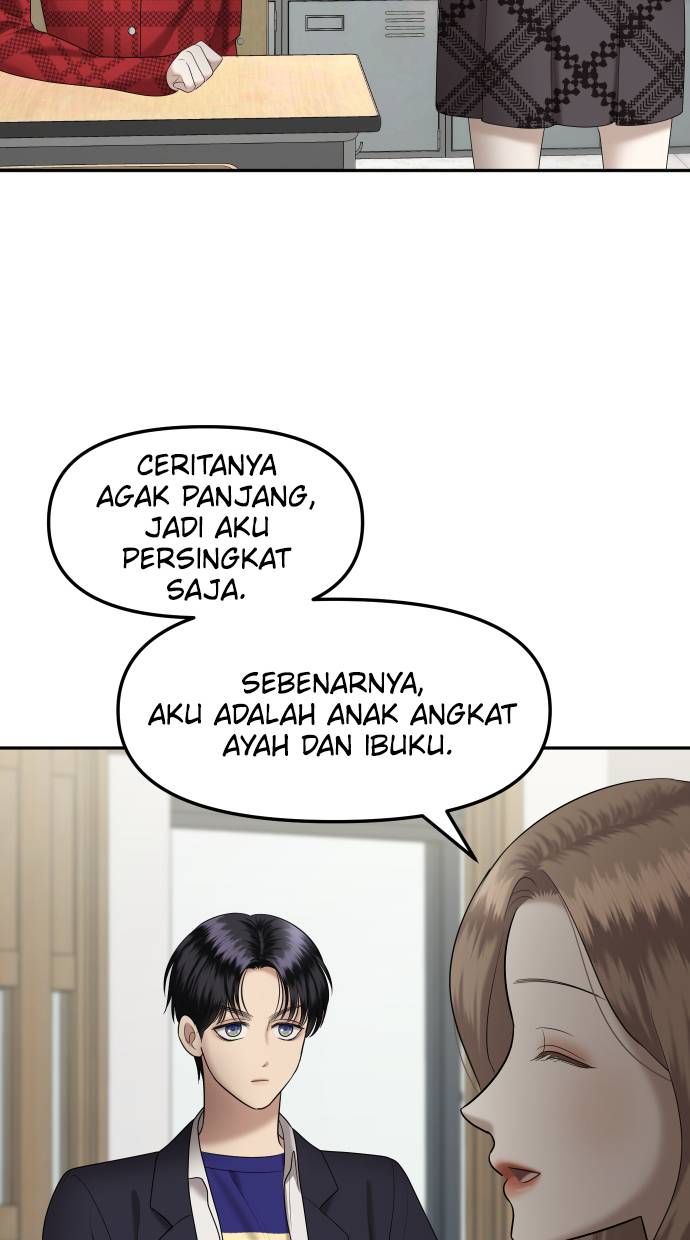 CERITANYA
AGAK PANJANG,
JADI AKU
PERSINGKAT
SAJA.
SEBENARNYA,
AKU ADALAH ANAK ANGKAT
AYAH DAN IBUKU.